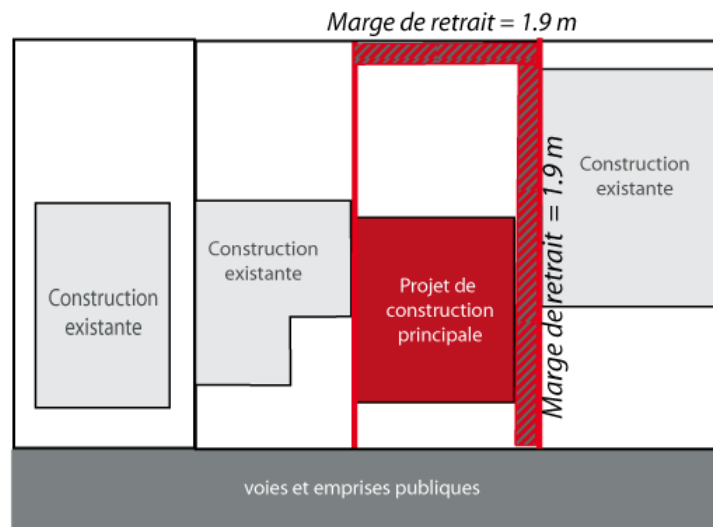 Marge de retrait = 1.9 m
Construction
existante
Construction
existante
Construction
existante
Projet de
construction
principale
Marge de retrait = 1.9 m
voies et emprises publiques